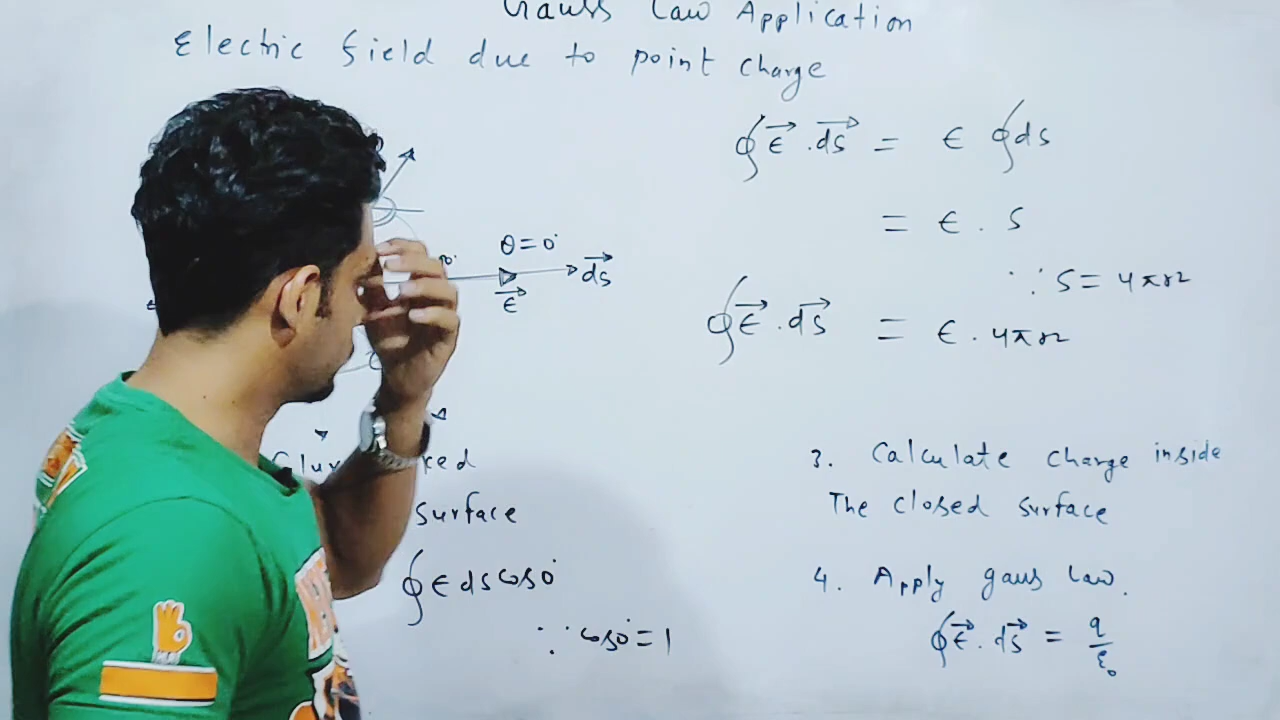 Gauss Law Application
Electric field due to point charge
∮ϵ⃗ . ds⃗ = ϵ ∮ds
= ϵ . S
∵ S = 4πr2
∮ϵ⃗ . ds⃗ = ϵ . 4πr2
θ = 0°
ds⃗
ϵ⃗
surface
∮ϵ ds cos0°
∵ cos0° = 1
3. Calculate charge inside
The closed surface
4. Apply gaus law.
∮ϵ⃗ . ds⃗ = q/ε₀